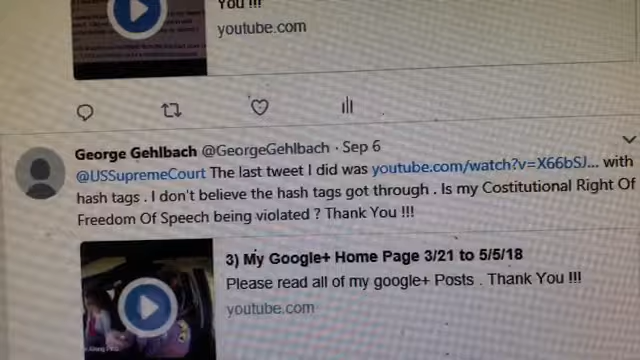 You !!!
youtube.com
George Gehlbach @GeorgeGehlbach · Sep 6
@USSupremeCourt The last tweet I did was youtube.com/watch?v=X66bSJ... with
hash tags . I don't believe the hash tags got through . Is my Costitutional Right Of
Freedom Of Speech being violated ? Thank You !!!
3) My Google+ Home Page 3/21 to 5/5/18
Please read all of my google+ Posts . Thank You !!!
youtube.com